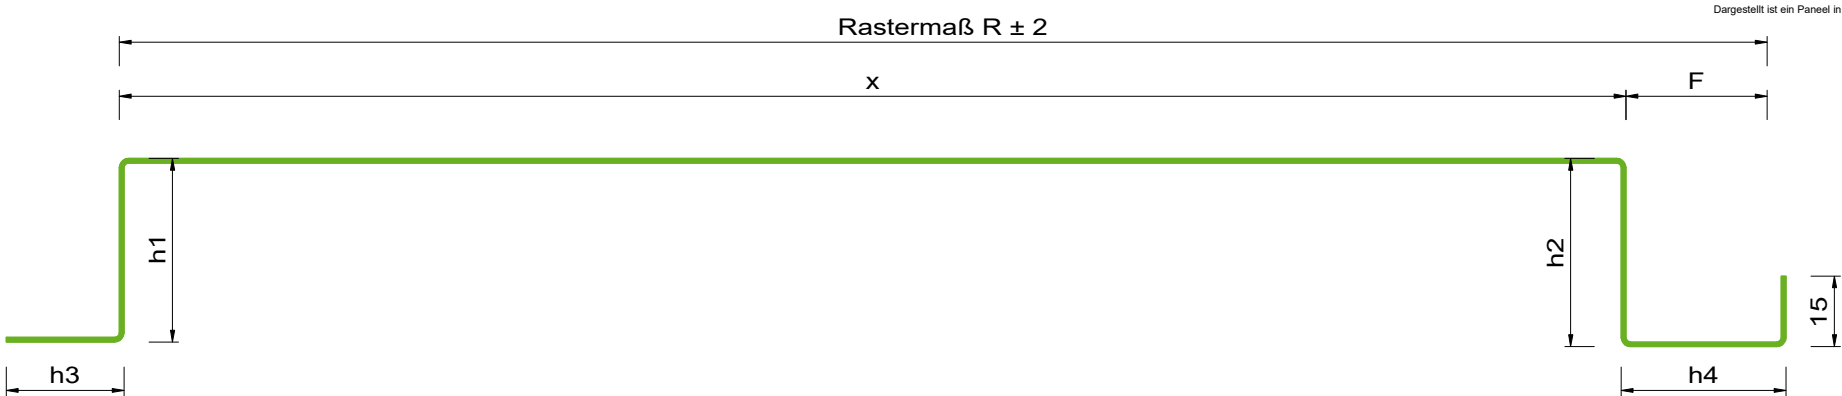 Dargestellt ist ein Paneel in
Rastermaß R ± 2
x
F
h1
h2
15
h3
h4